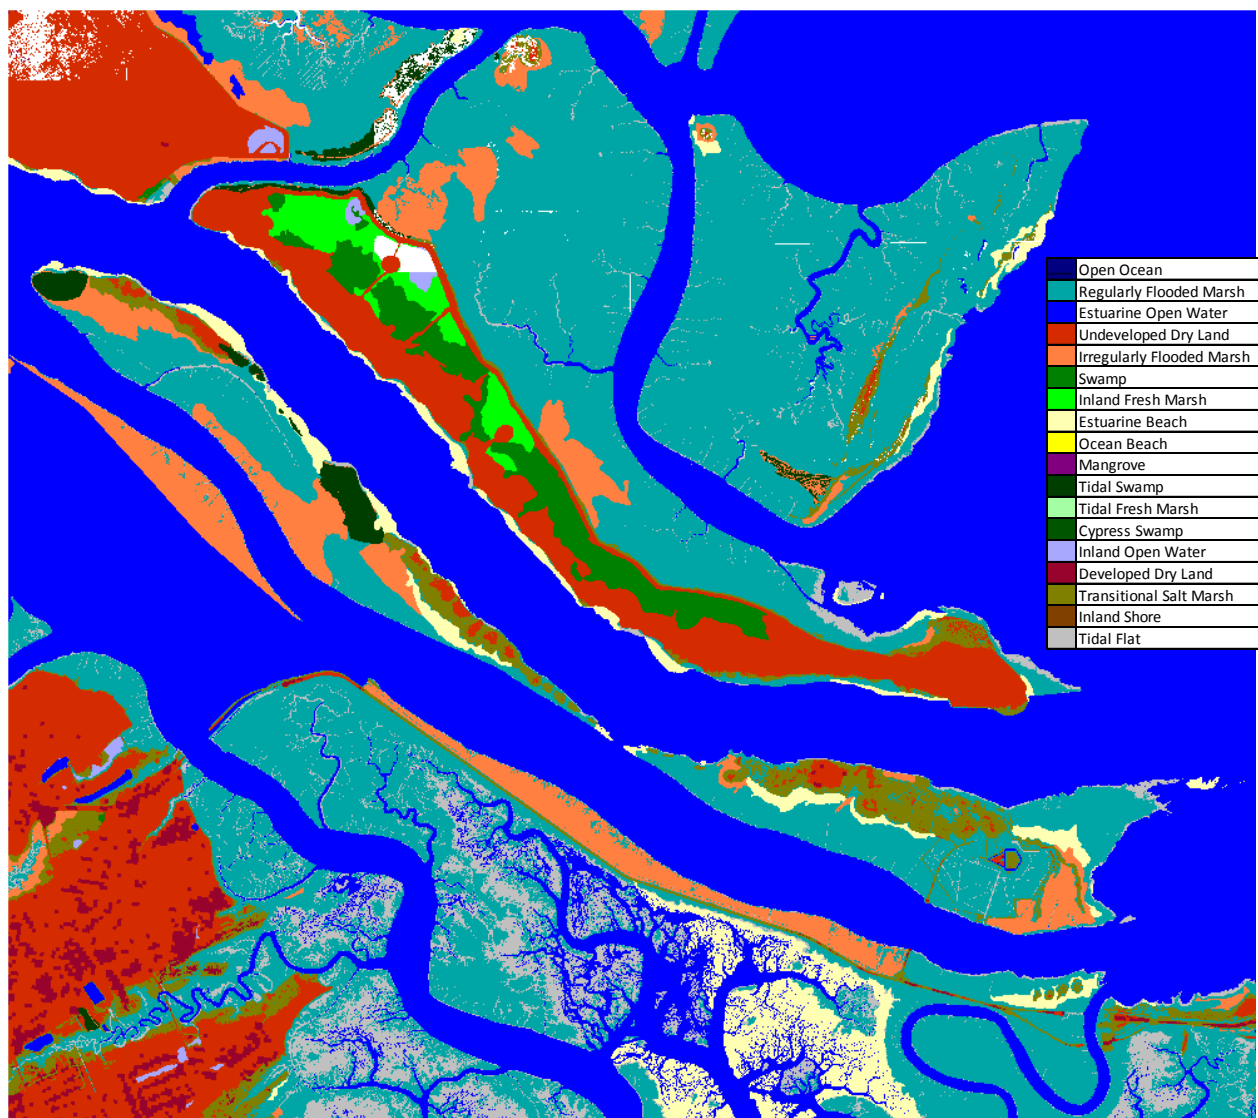 Open Ocean
Regularly Flooded Marsh
Estuarine Open Water
Undeveloped Dry Land
Irregularly Flooded Marsh
Swamp
Inland Fresh Marsh
Estuarine Beach
Ocean Beach
Mangrove
Tidal Swamp
Tidal Fresh Marsh
Cypress Swamp
Inland Open Water
Developed Dry Land
Transitional Salt Marsh
Inland Shore
Tidal Flat